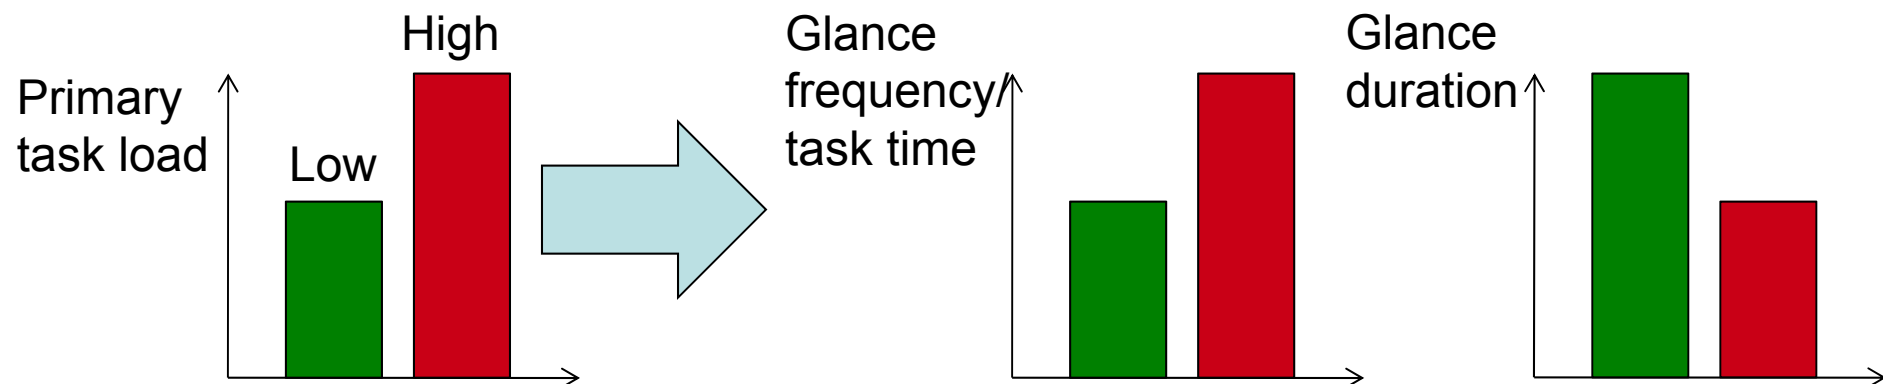 Primary
task load
Low
High
Glance
frequency/
task time
Glance
duration